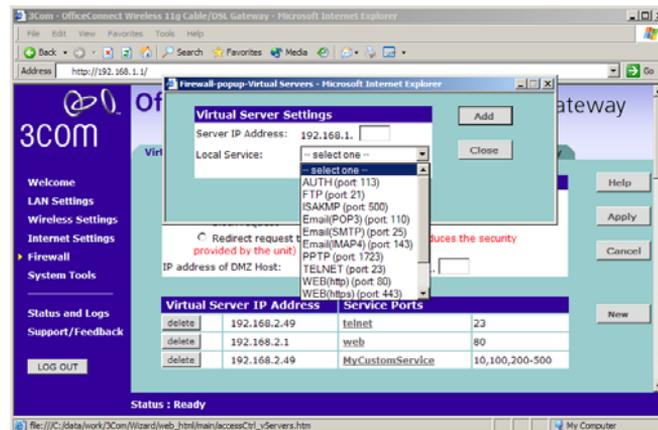 3Com - OfficeConnect Wireless 11g Cable/DSL Gateway - Microsoft Internet Explorer
File Edit View Favorites Tools Help
Back Search Favorites Media
Address http://192.168.1.1/ Go
3COM
Of
ateway
Firewall-popup-Virtual Servers - Microsoft Internet Explorer
Virtual Server Settings
Server IP Address: 192.168.1.
Local Service: -- select one --
Add
Close
-- select one --
AUTH (port: 113)
FTP (port: 21)
ISAKMP (port: 500)
Email(POP3) (port: 110)
Email(SMTP) (port: 25)
Email(IMAP4) (port: 143)
PPTP (port: 1723)
TELNET (port: 23)
WEB(http) (port: 80)
WEB(https) (port: 443)
Virt
Welcome
LAN Settings
Wireless Settings
Internet Settings
Firewall
System Tools
Status and Logs
Support/Feedback
LOG OUT
Help
Apply
Cancel
New
Redirect request t
duces the security
provided by the unit)
IP address of DMZ Host:
Virtual Server IP Address Service Ports
delete 192.168.2.49 telnet 23
delete 192.168.2.1 web 80
delete 192.168.2.49 MyCustomService 10,100,200-500
Status : Ready
file:///C:/data/work/3Com/Wizard/web_html/main/accessCtrl_vServers.htm My Computer